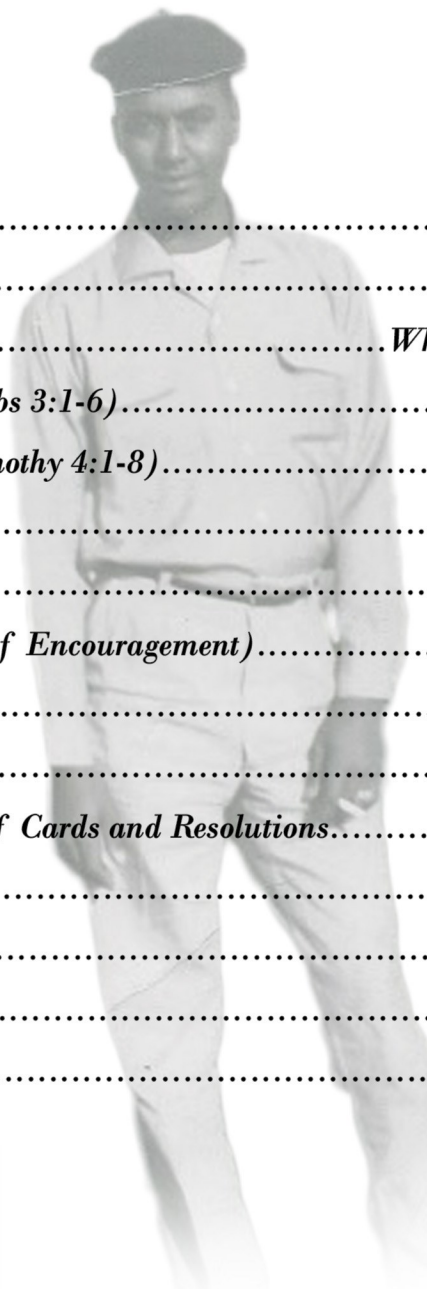 ................................................
................................................
...........................................Wh
bs 3:1-6)..................................
nothy 4:1-8).............................
................................................
................................................
f Encouragement)..................
................................................
................................................
f Cards and Resolutions.........
................................................
................................................
................................................
................................................